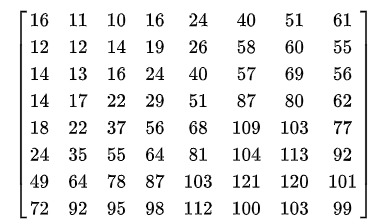 16 11 10 16 24 40 51 61
12 12 14 19 26 58 60 55
14 13 16 24 40 57 69 56
14 17 22 29 51 87 80 62
18 22 37 56 68 109 103 77
24 35 55 64 81 104 113 92
49 64 78 87 103 121 120 101
72 92 95 98 112 100 103 99